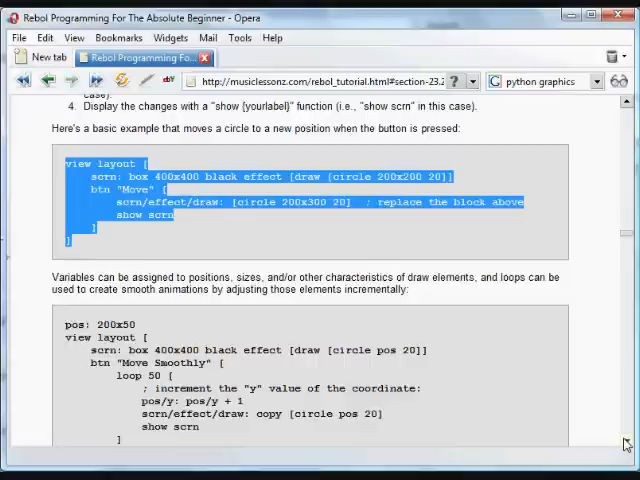 Rebol Programming For The Absolute Beginner - Opera
File Edit View Bookmarks Widgets Mail Tools Help
New tab Rebol Programming Fo...
http://musiclessonz.com/rebol_tutorial.html#section-23.2 ? python graphics
case).
4. Display the changes with a "show {yourlabel}" function (i.e., "show scrn" in this case).
Here's a basic example that moves a circle to a new position when the button is pressed:
view layout [
scrn: box 400x400 black effect [draw [circle 200x200 20]]
btn "Move" [
scrn/effect/draw: [circle 200x300 20] ; replace the block above
show scrn
]
]
Variables can be assigned to positions, sizes, and/or other characteristics of draw elements, and loops can be
used to create smooth animations by adjusting those elements incrementally:
pos: 200x50
view layout [
scrn: box 400x400 black effect [draw [circle pos 20]]
btn "Move Smoothly" [
loop 50 [
; increment the "y" value of the coordinate:
pos/y: pos/y + 1
scrn/effect/draw: copy [circle pos 20]
show scrn
]